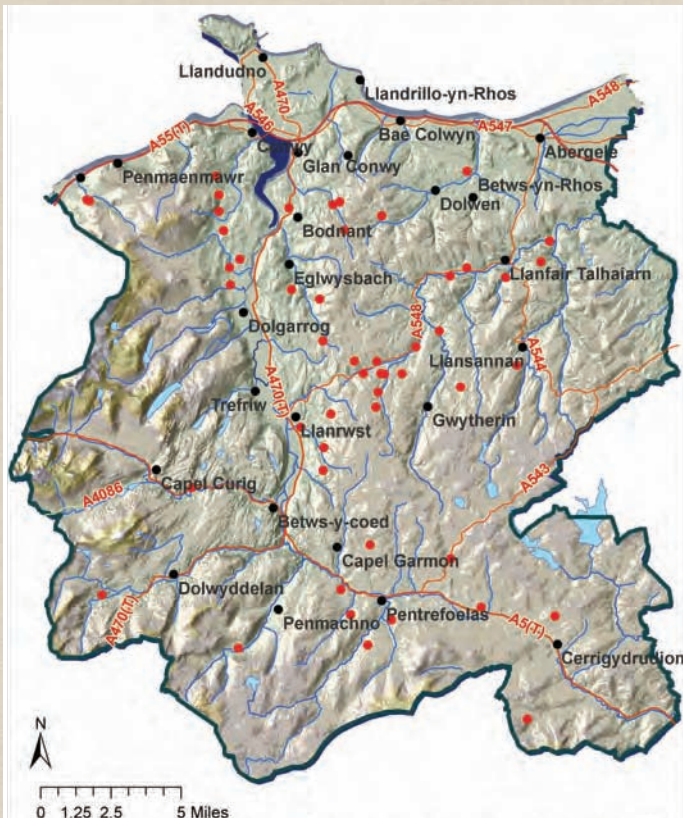 Llandudno
A470
Llandrillo-yn-Rhos
A548
A546
A55(T)
Conwy
Bae Colwyn
A547
Glan Conwy
Abergele
Penmaenmawr
Betws-yn-Rhos
Dolwen
Bodnant
Eglwysbach
Llanfair Talhaiarn
Dolgarrog
A548
Llansannan
A544
A470(T)
Trefriw
Gwytherin
Llanrwst
Capel Curig
A4086
A543
Betws-y-coed
Capel Garmon
Dolwyddelan
A470(T)
Penmachno
Pentrefoelas
A5(T)
Cerrigydrudion
N
0 1.25 2.5 5 Miles